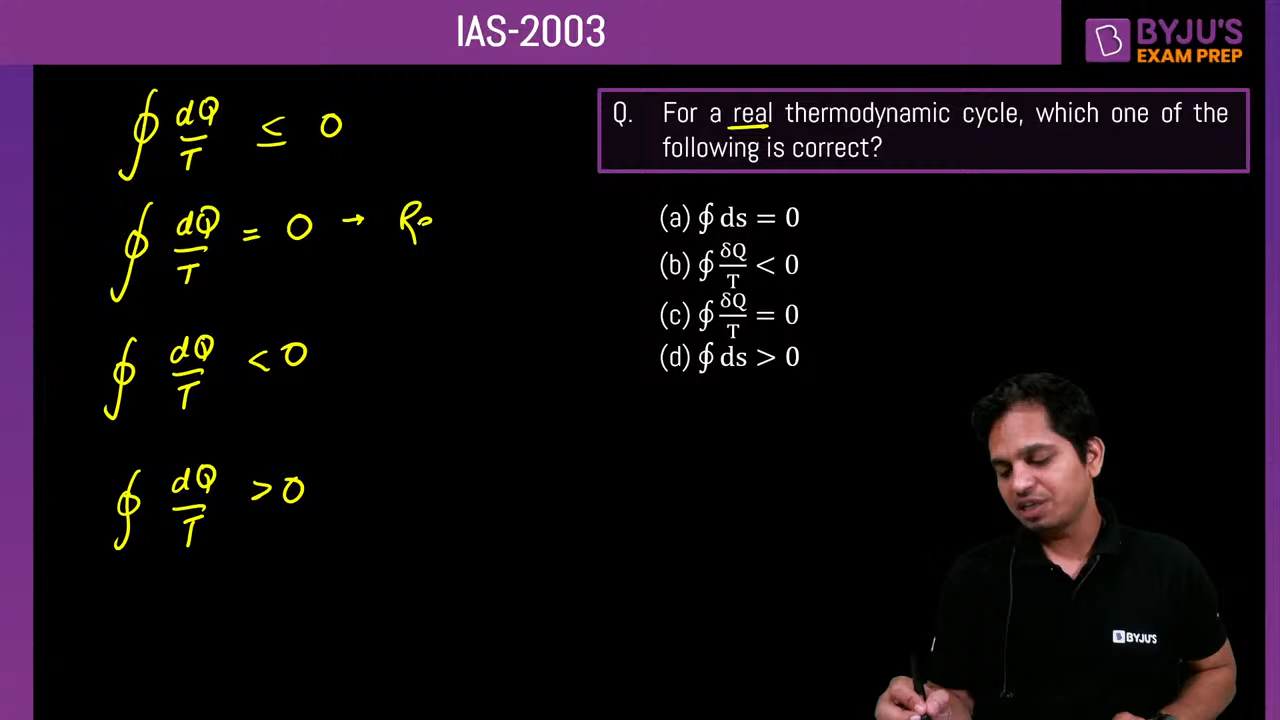 IAS-2003
BYJU'S
EXAM PREP
Q. For a real thermodynamic cycle, which one of the
following is correct?
(a) ∮ ds = 0
(b) ∮ δQ/T < 0
(c) ∮ δQ/T = 0
(d) ∮ ds > 0
∮ dQ/T ≤ 0
∮ dQ/T = 0 → Re
∮ dQ/T < 0
∮ dQ/T > 0
BYJU'S